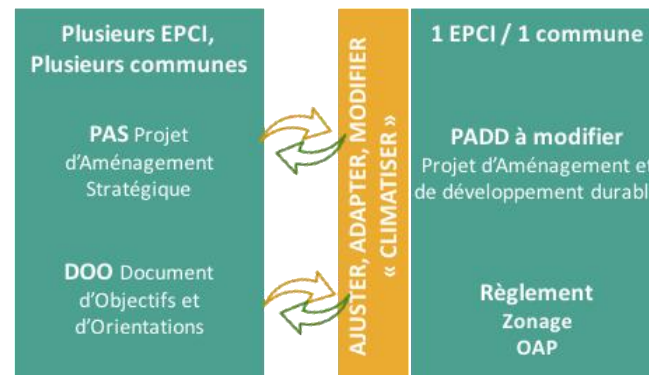 Plusieurs EPCI,
Plusieurs communes
PAS Projet
d'Aménagement
Stratégique
DOO Document
d'Objectifs et
d'Orientations
AJUSTER, ADAPTER, MODIFIER
« CLIMATISER »
1 EPCI / 1 commune
PADD à modifier
Projet d'Aménagement et
de développement durabl
Règlement
Zonage
OAP